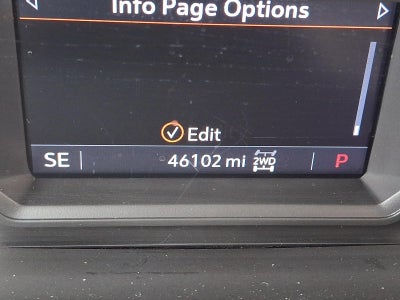 Info Page Options
Edit
SE 46102 mi 2WD P